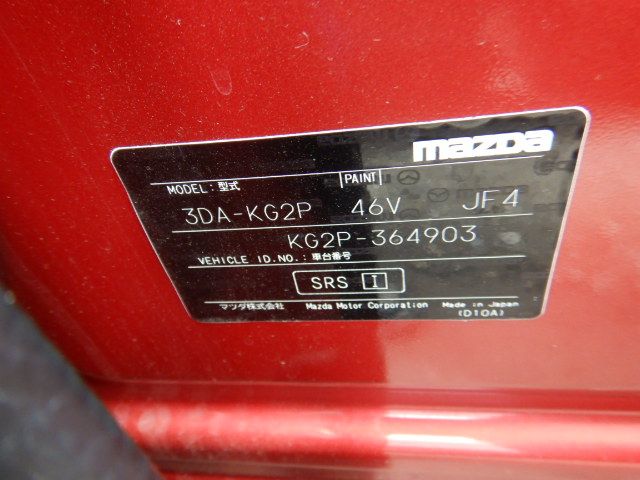 mazda
MODEL: 型式 PAINT
3DA-KG2P 46V JF4
KG2P-364903
VEHICLE ID.NO.: 車台番号
SRS I
マツダ株式会社 Mazda Motor Corporation Made in Japan
(D10A)